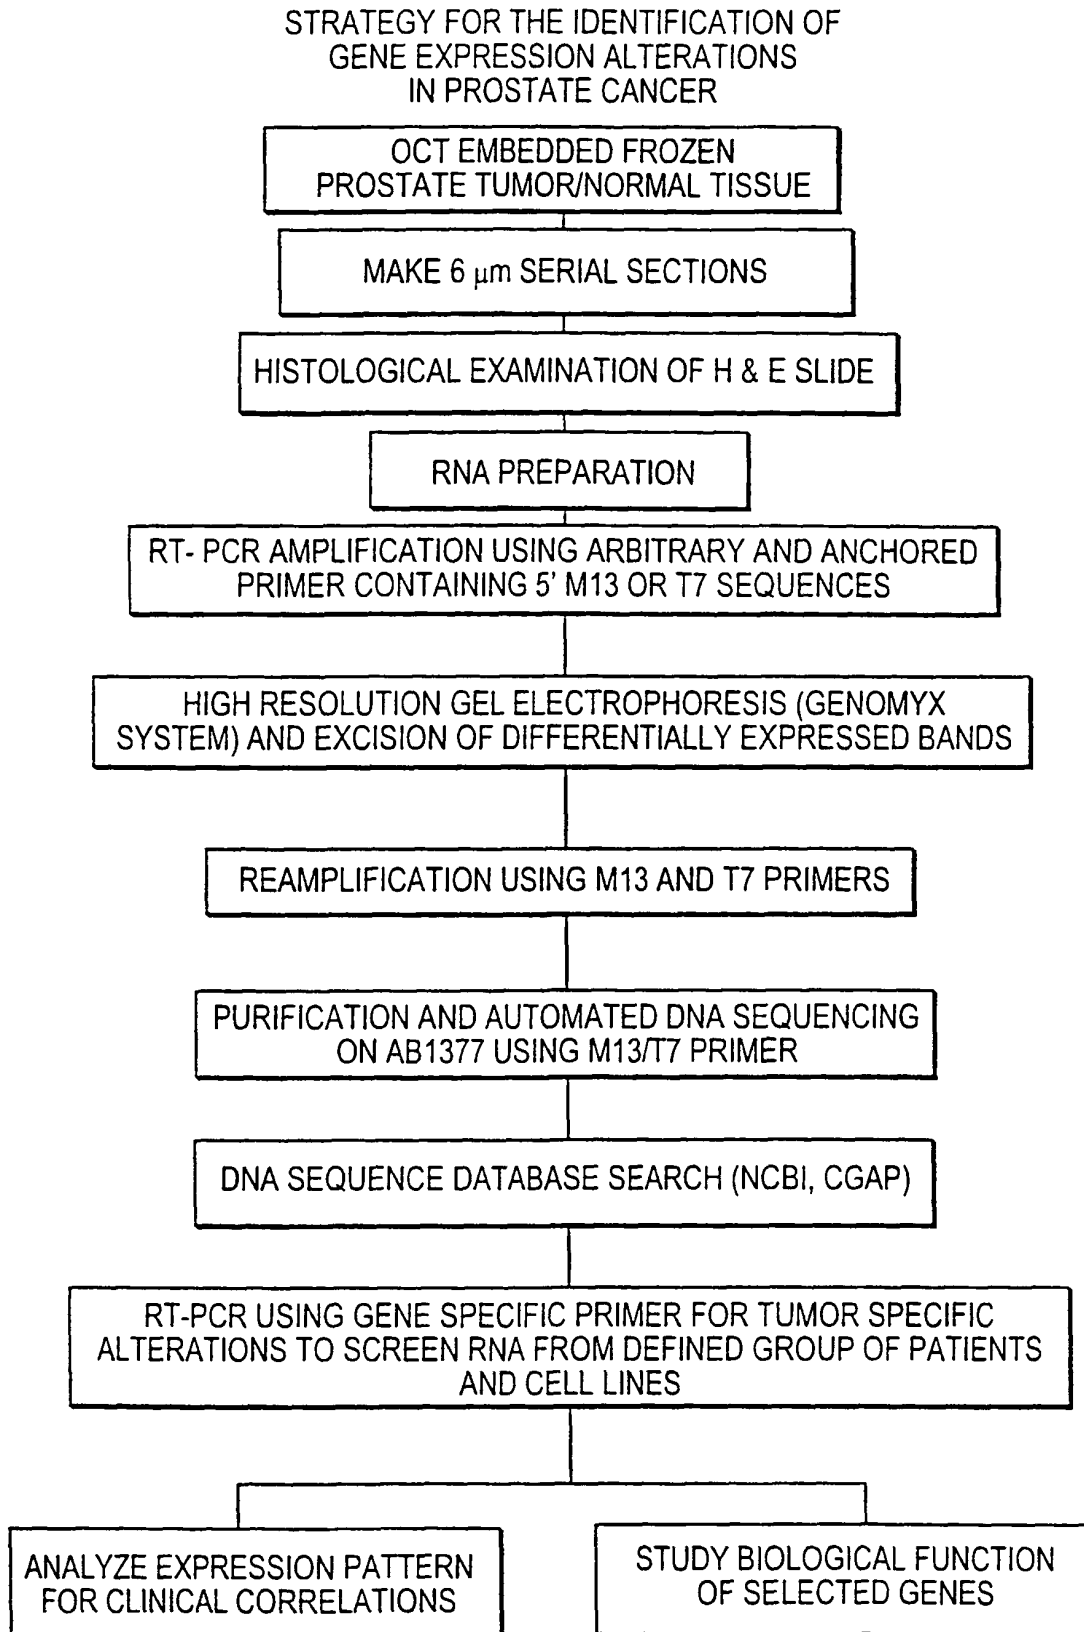 STRATEGY FOR THE IDENTIFICATION OF
GENE EXPRESSION ALTERATIONS
IN PROSTATE CANCER
OCT EMBEDDED FROZEN
PROSTATE TUMOR/NORMAL TISSUE
MAKE 6 μm SERIAL SECTIONS
HISTOLOGICAL EXAMINATION OF H & E SLIDE
RNA PREPARATION
RT- PCR AMPLIFICATION USING ARBITRARY AND ANCHORED
PRIMER CONTAINING 5' M13 OR T7 SEQUENCES
HIGH RESOLUTION GEL ELECTROPHORESIS (GENOMYX
SYSTEM) AND EXCISION OF DIFFERENTIALLY EXPRESSED BANDS
REAMPLIFICATION USING M13 AND T7 PRIMERS
PURIFICATION AND AUTOMATED DNA SEQUENCING
ON AB1377 USING M13/T7 PRIMER
DNA SEQUENCE DATABASE SEARCH (NCBI, CGAP)
RT-PCR USING GENE SPECIFIC PRIMER FOR TUMOR SPECIFIC
ALTERATIONS TO SCREEN RNA FROM DEFINED GROUP OF PATIENTS
AND CELL LINES
ANALYZE EXPRESSION PATTERN
FOR CLINICAL CORRELATIONS
STUDY BIOLOGICAL FUNCTION
OF SELECTED GENES